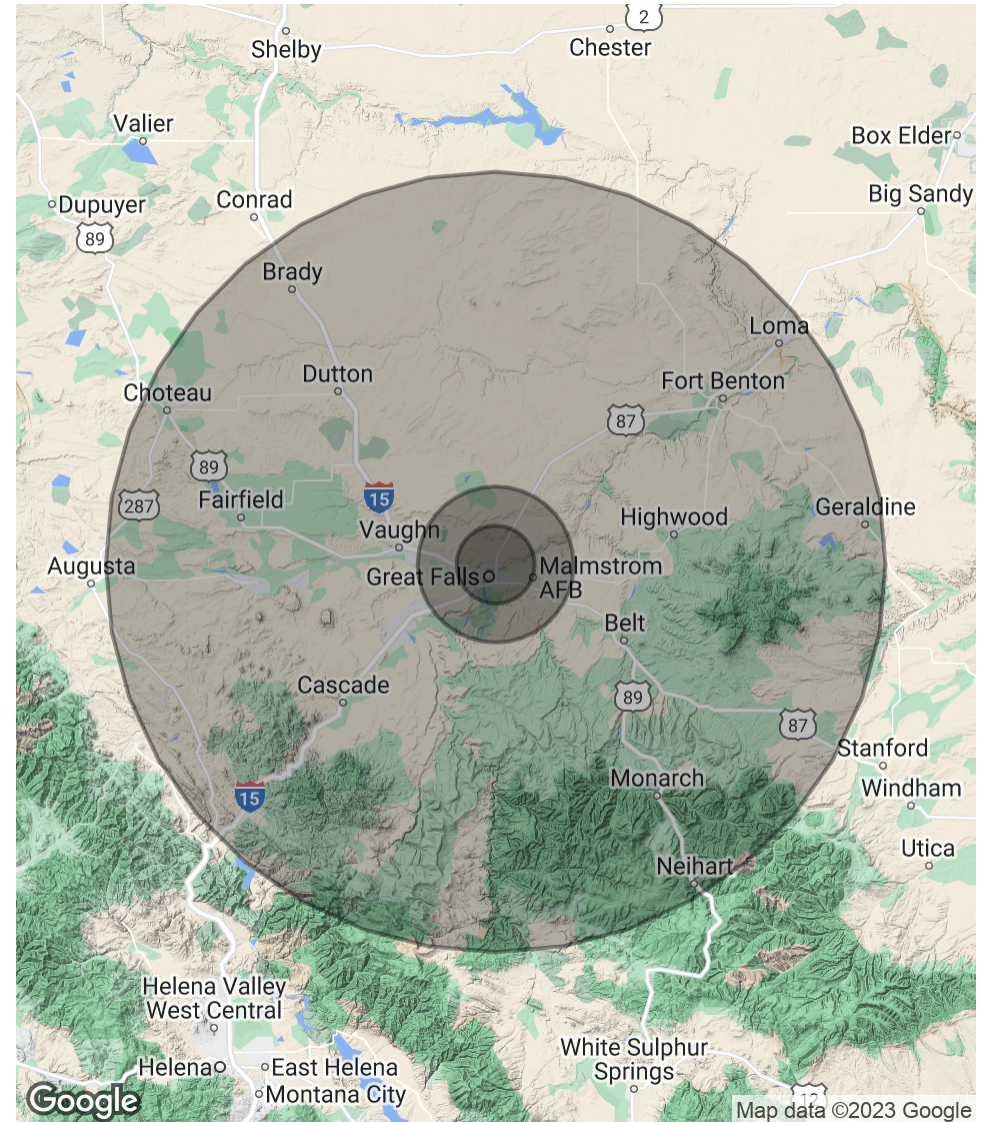 2
Shelby
Chester
Valier
Box Elder
Conrad
Big Sandy
Dupuyer
89
Brady
Loma
Dutton
Fort Benton
Choteau
87
89
15
287
Fairfield
Geraldine
Highwood
Vaughn
Augusta
Great Falls
Malmstrom
AFB
Belt
Cascade
89
87
Stanford
Monarch
Windham
15
Utica
Neihart
Helena Valley
West Central
White Sulphur
Springs
Helena
East Helena
Montana City
12
Google
Map data ©2023 Google